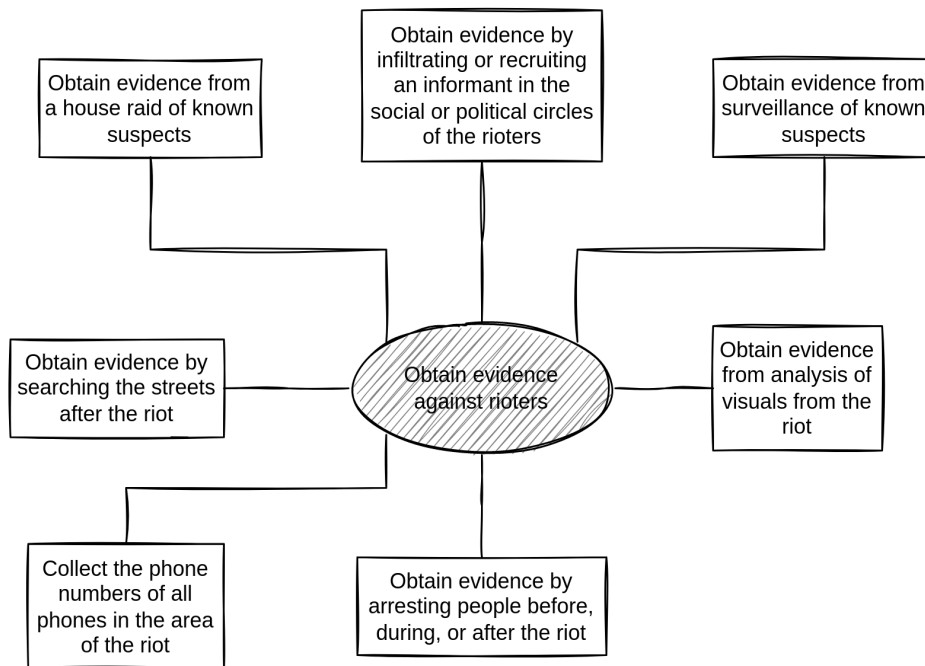 Obtain evidence from
a house raid of known
suspects
Obtain evidence by
infiltrating or recruiting
an informant in the
social or political circles
of the rioters
Obtain evidence from
surveillance of known
suspects
Obtain evidence by
searching the streets
after the riot
Obtain evidence
against rioters
Obtain evidence
from analysis of
visuals from the
riot
Collect the phone
numbers of all
phones in the area
of the riot
Obtain evidence by
arresting people before,
during, or after the riot